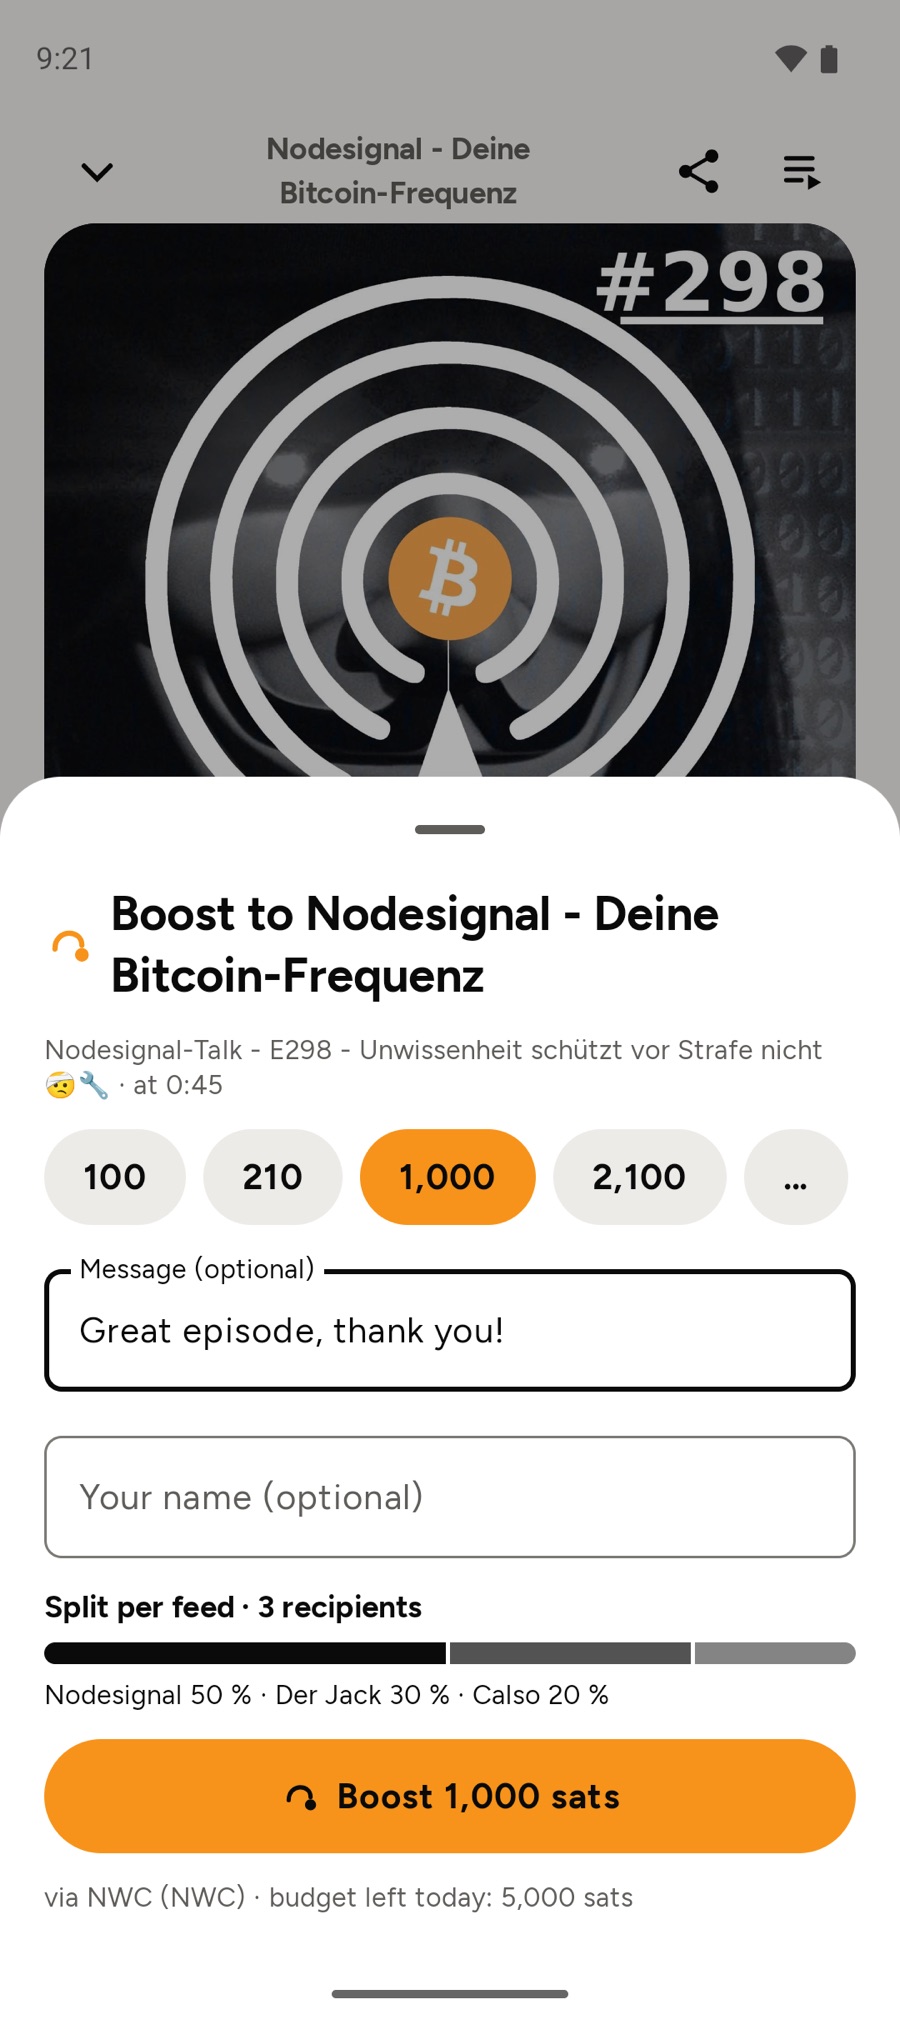 9:21
Nodesignal - Deine
Bitcoin-Frequenz
#298
Boost to Nodesignal - Deine
Bitcoin-Frequenz
Nodesignal-Talk - E298 - Unwissenheit schützt vor Strafe nicht
🤕🔧 · at 0:45
100 210 1,000 2,100 ...
Message (optional)
Great episode, thank you!
Your name (optional)
Split per feed · 3 recipients
Nodesignal 50 % · Der Jack 30 % · Calso 20 %
Boost 1,000 sats
via NWC (NWC) · budget left today: 5,000 sats